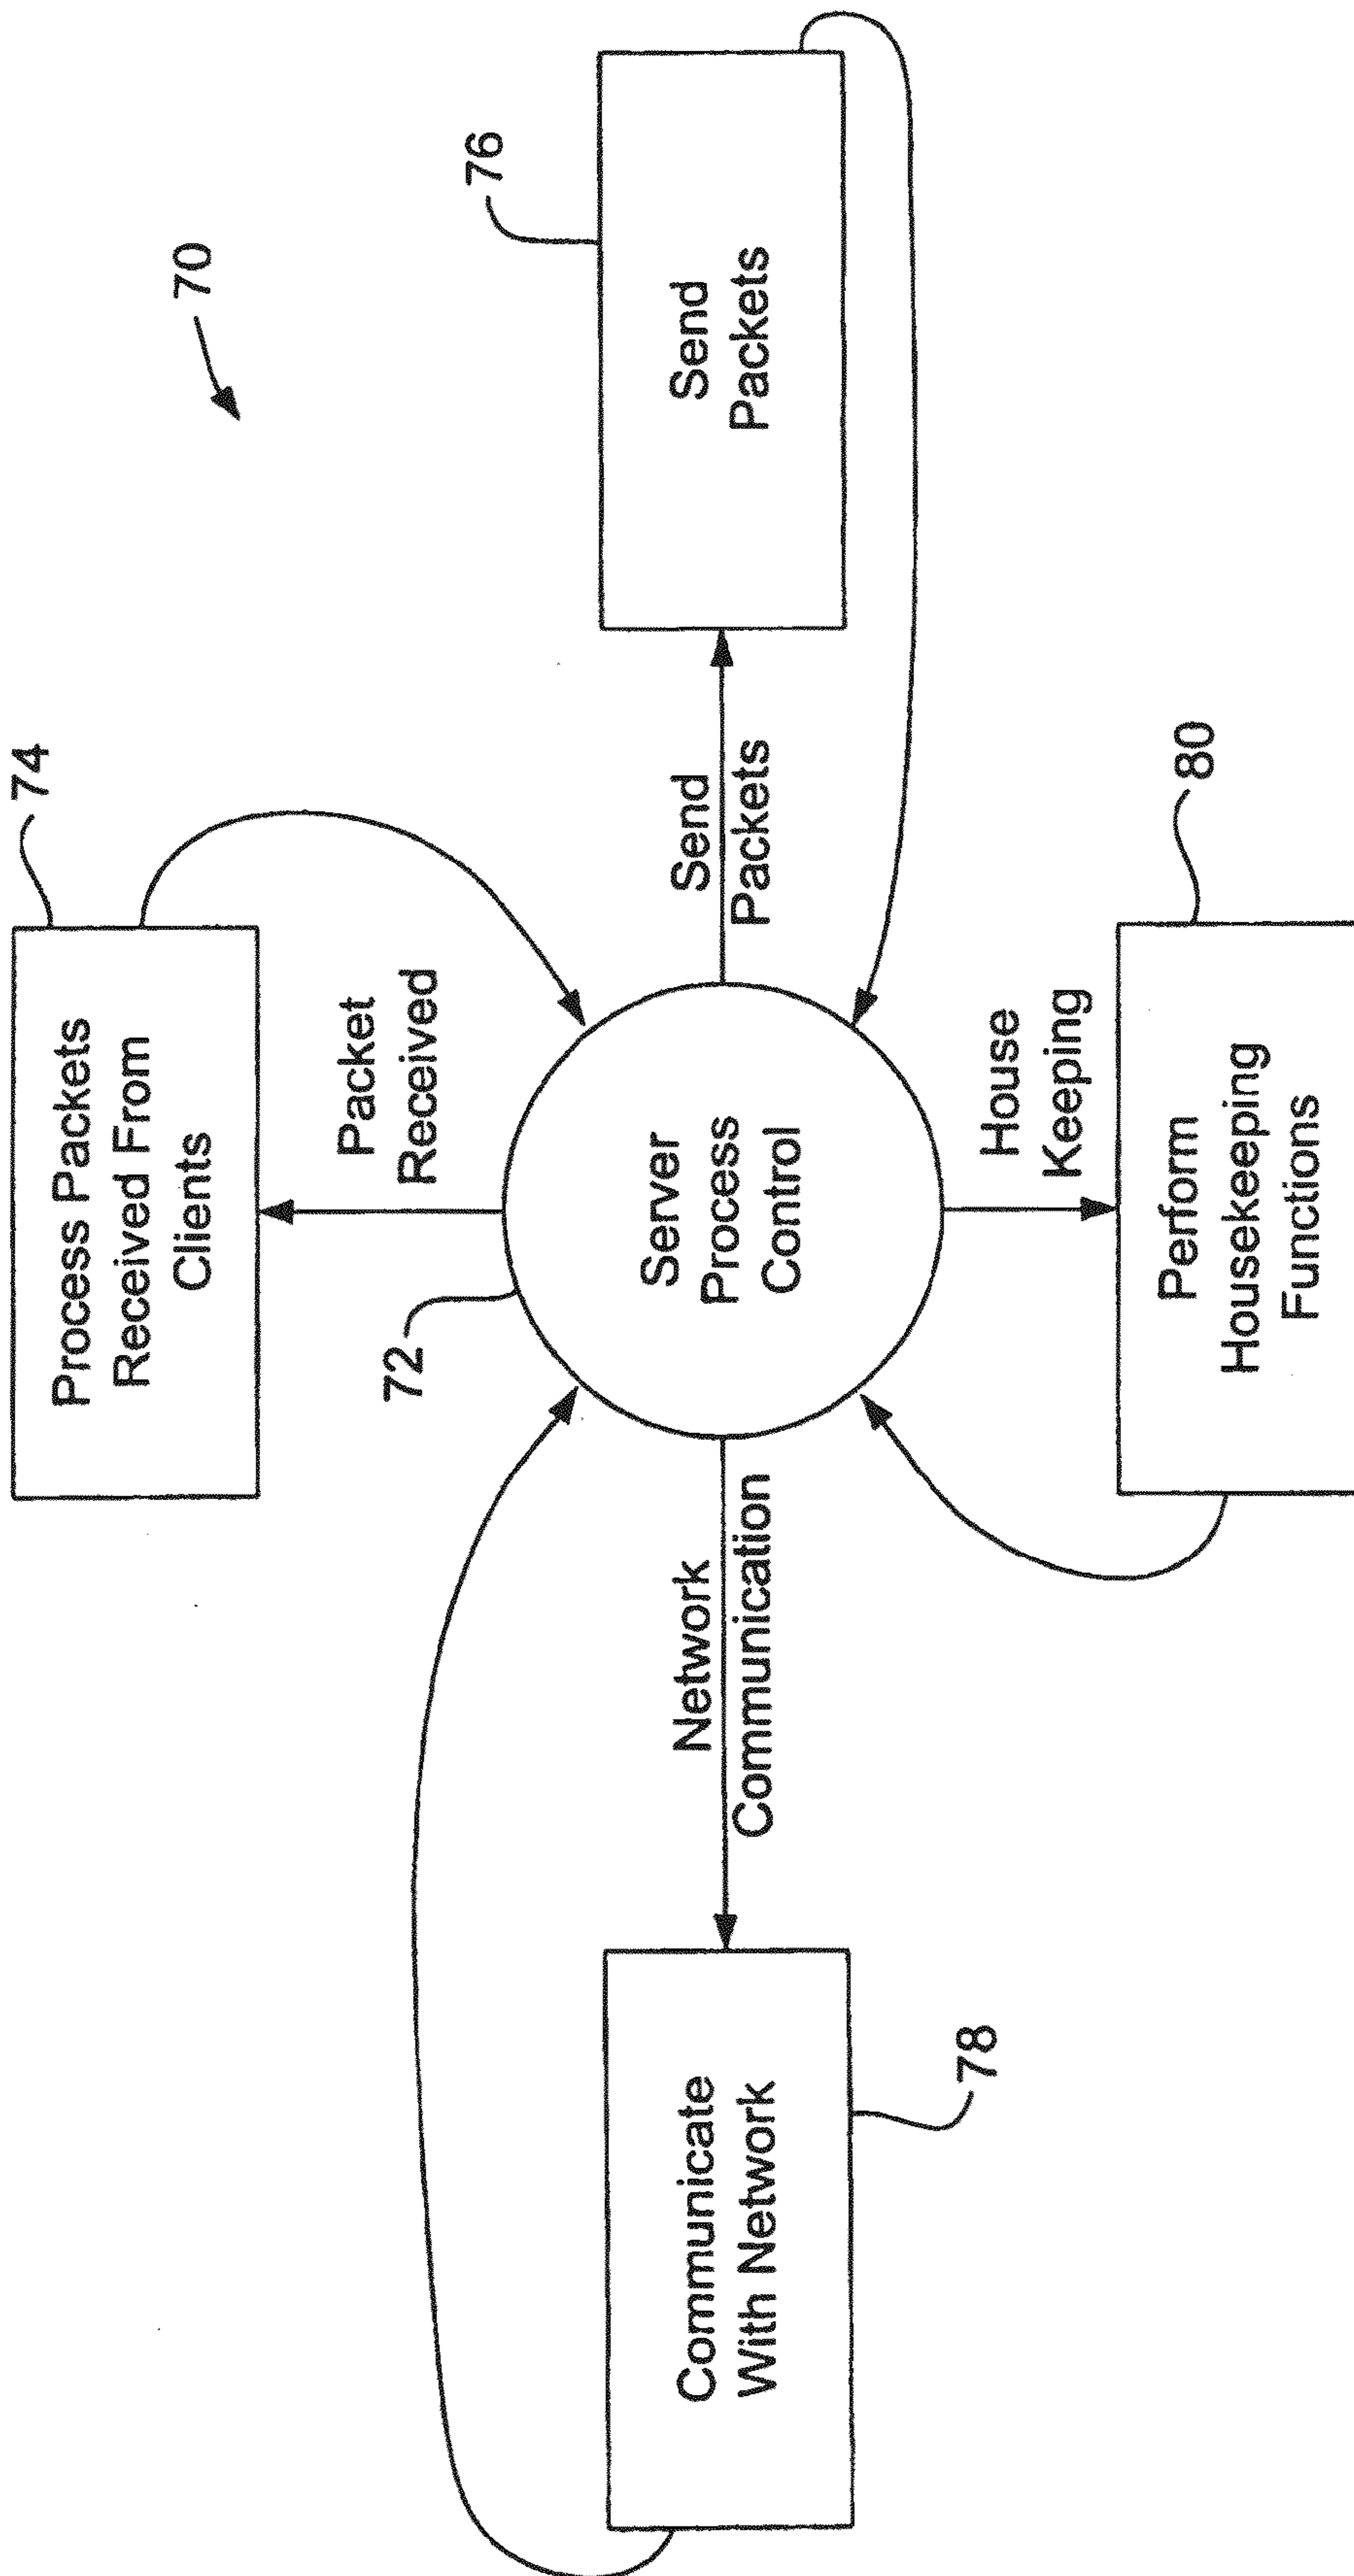 70
74
Process Packets
Received From
Clients
Packet
Received
72
Server
Process
Control
Network
Communication
Communicate
With Network
78
Send
Packets
Send
Packets
76
House
Keeping
Perform
Housekeeping
Functions
80